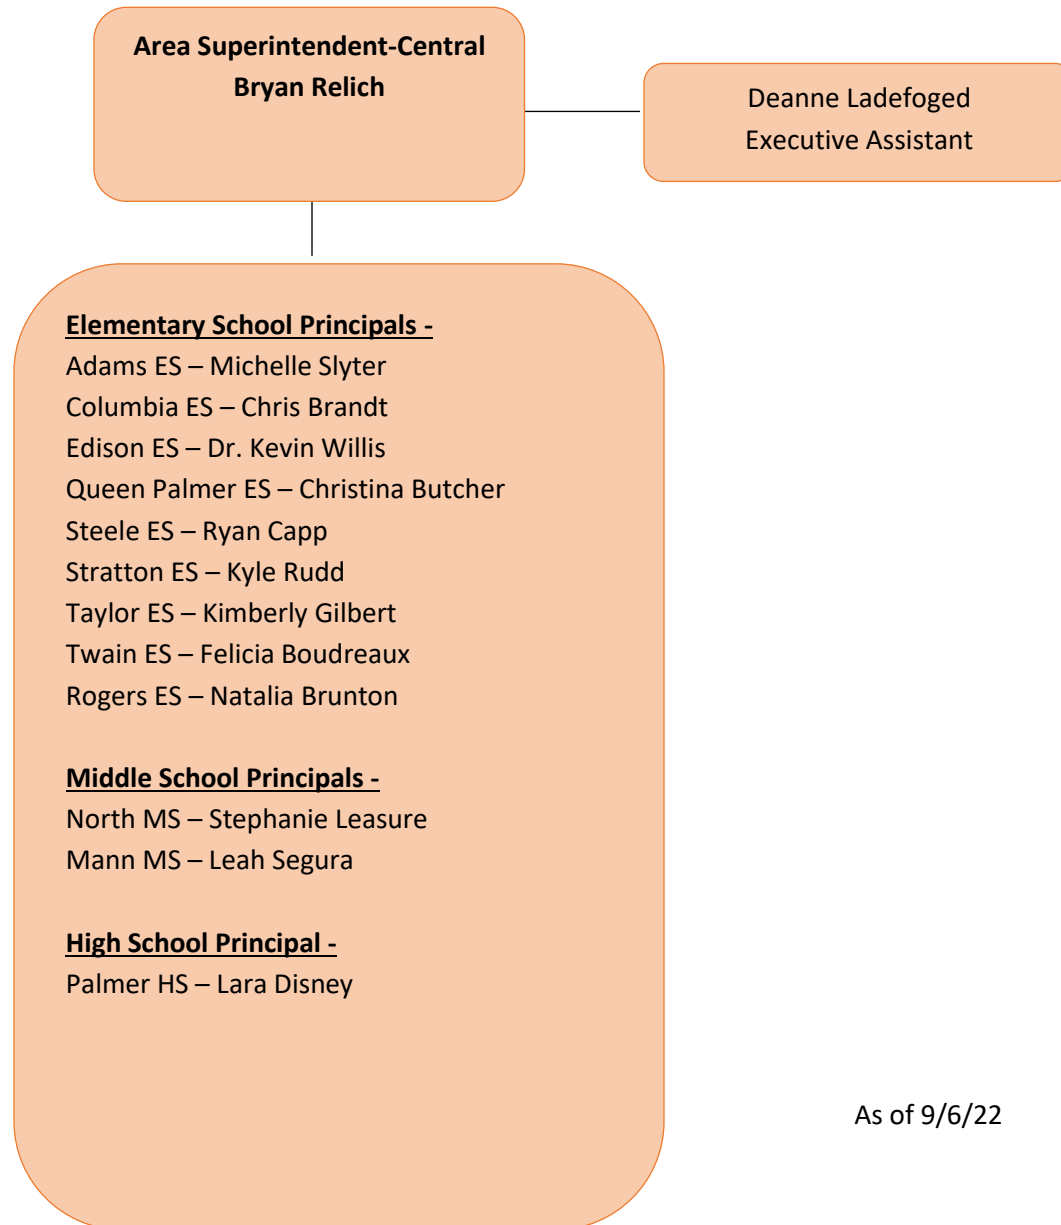 Area Superintendent-Central
Bryan Relich
Deanne Ladefoged
Executive Assistant
Elementary School Principals -
Adams ES – Michelle Slyter
Columbia ES – Chris Brandt
Edison ES – Dr. Kevin Willis
Queen Palmer ES – Christina Butcher
Steele ES – Ryan Capp
Stratton ES – Kyle Rudd
Taylor ES – Kimberly Gilbert
Twain ES – Felicia Boudreaux
Rogers ES – Natalia Brunton
Middle School Principals -
North MS – Stephanie Leasure
Mann MS – Leah Segura
High School Principal -
Palmer HS – Lara Disney
As of 9/6/22